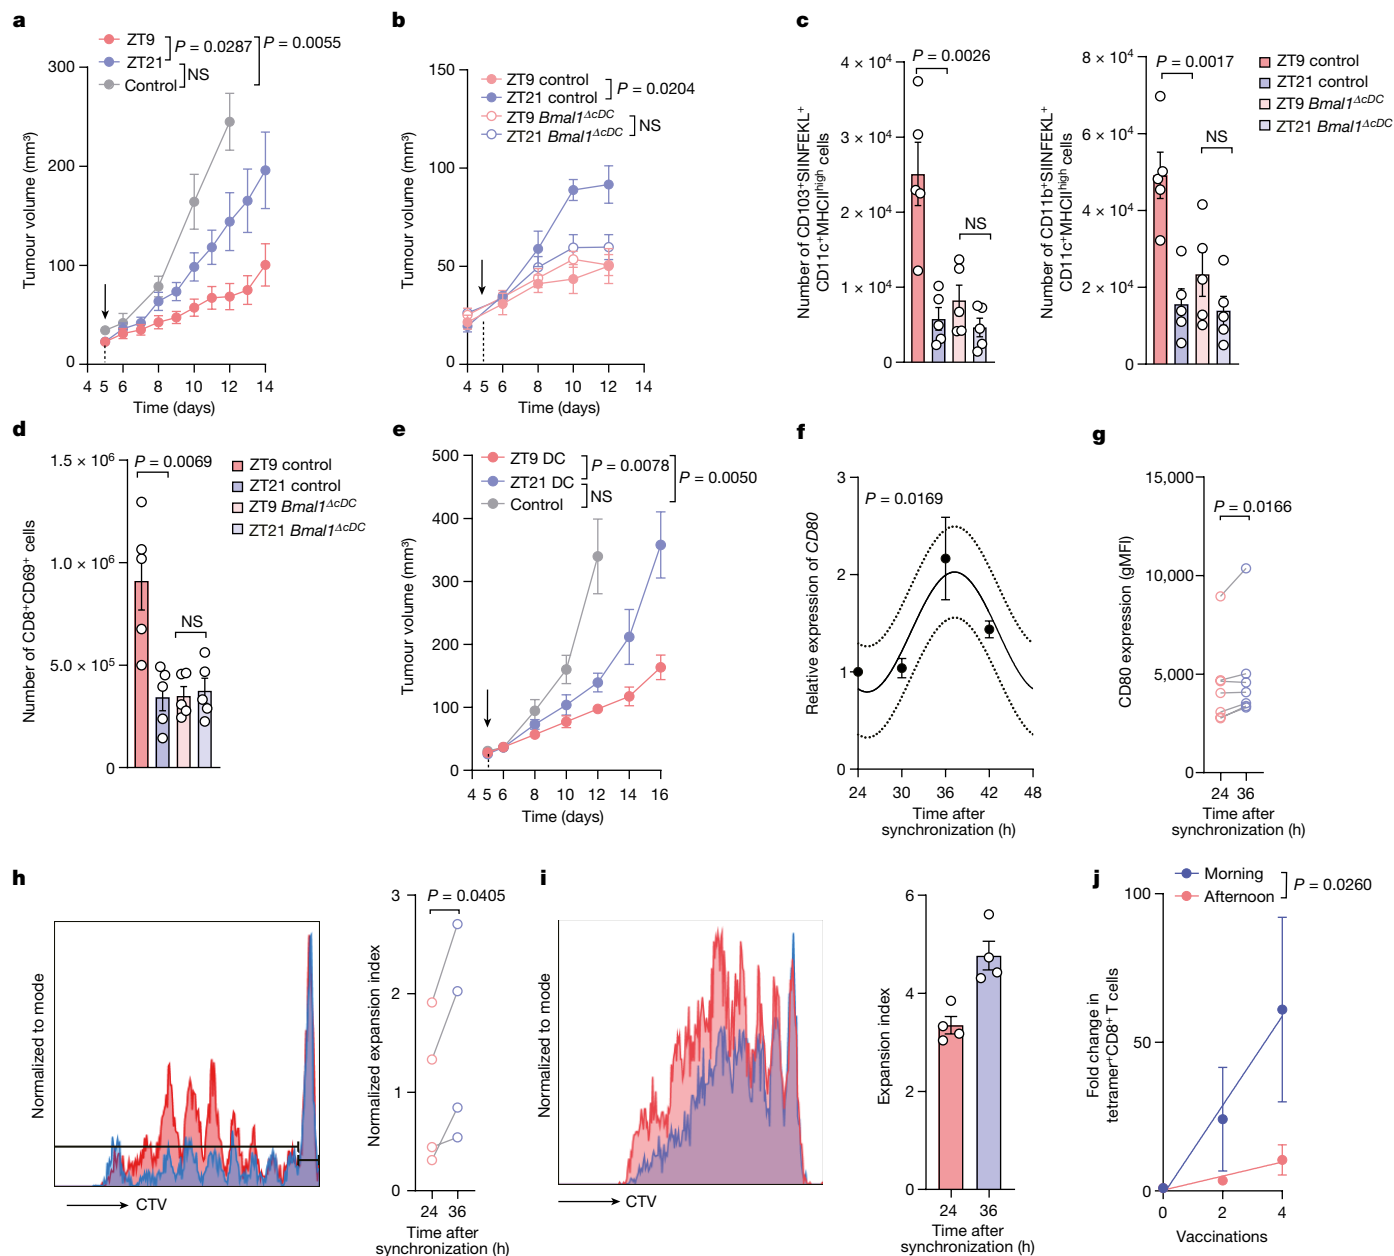 a
ZT9
ZT21
Control
P = 0.0287
P = 0.0055
NS
Tumour volume (mm³)
300
200
100
0
4 5 6 8 10 12 14
Time (days)
b
ZT9 control
ZT21 control
ZT9 Bmal1ΔcDC
ZT21 Bmal1ΔcDC
P = 0.0204
NS
Tumour volume (mm³)
150
100
50
0
4 5 6 8 10 12 14
Time (days)
c
P = 0.0026
NS
Number of CD103⁺SIINFEKL⁺
CD11c⁺MHCIIhigh cells
4 × 10⁴
3 × 10⁴
2 × 10⁴
1 × 10⁴
0
P = 0.0017
NS
Number of CD11b⁺SIINFEKL⁺
CD11c⁺MHCIIhigh cells
8 × 10⁴
6 × 10⁴
4 × 10⁴
2 × 10⁴
0
ZT9 control
ZT21 control
ZT9 Bmal1ΔcDC
ZT21 Bmal1ΔcDC
d
P = 0.0069
NS
Number of CD8⁺CD69⁺ cells
1.5 × 10⁶
1.0 × 10⁶
5.0 × 10⁵
0
ZT9 control
ZT21 control
ZT9 Bmal1ΔcDC
ZT21 Bmal1ΔcDC
e
ZT9 DC
ZT21 DC
Control
P = 0.0078
P = 0.0050
NS
Tumour volume (mm³)
500
400
300
200
100
0
4 5 6 8 10 12 14 16
Time (days)
f
P = 0.0169
Relative expression of CD80
3
2
1
0
24 30 36 42 48
Time after
synchronization (h)
g
P = 0.0166
CD80 expression (gMFI)
15,000
10,000
5,000
0
24 36
Time after
synchronization (h)
h
Normalized to mode
CTV
P = 0.0405
Normalized expansion index
3
2
1
0
24 36
Time after
synchronization (h)
i
Normalized to mode
CTV
Expansion index
6
4
2
0
24 36
Time after
synchronization (h)
j
Morning
Afternoon
P = 0.0260
Fold change in
tetramer⁺CD8⁺ T cells
100
50
0
0 2 4
Vaccinations